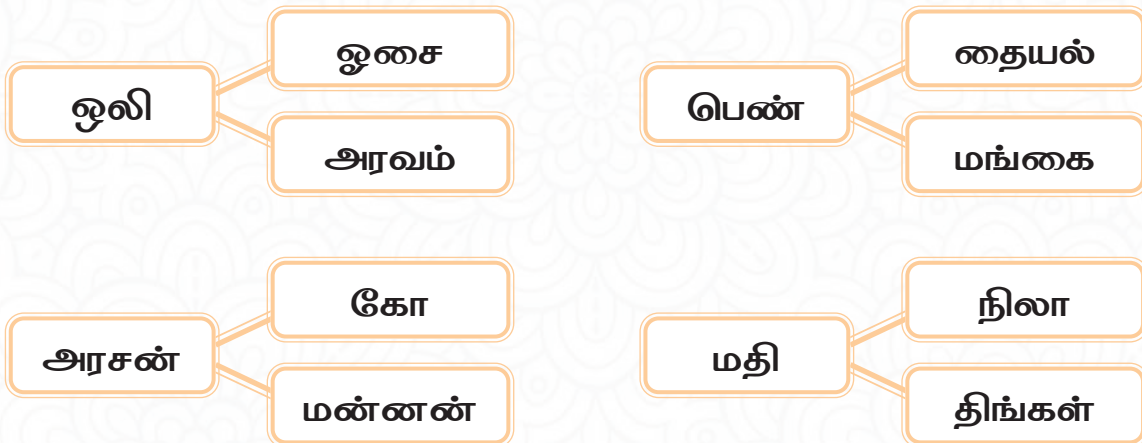 ஓசை
ஒலி
அரவம்
தையல்
பெண்
மங்கை
கோ
அரசன்
மன்னன்
நிலா
மதி
திங்கள்